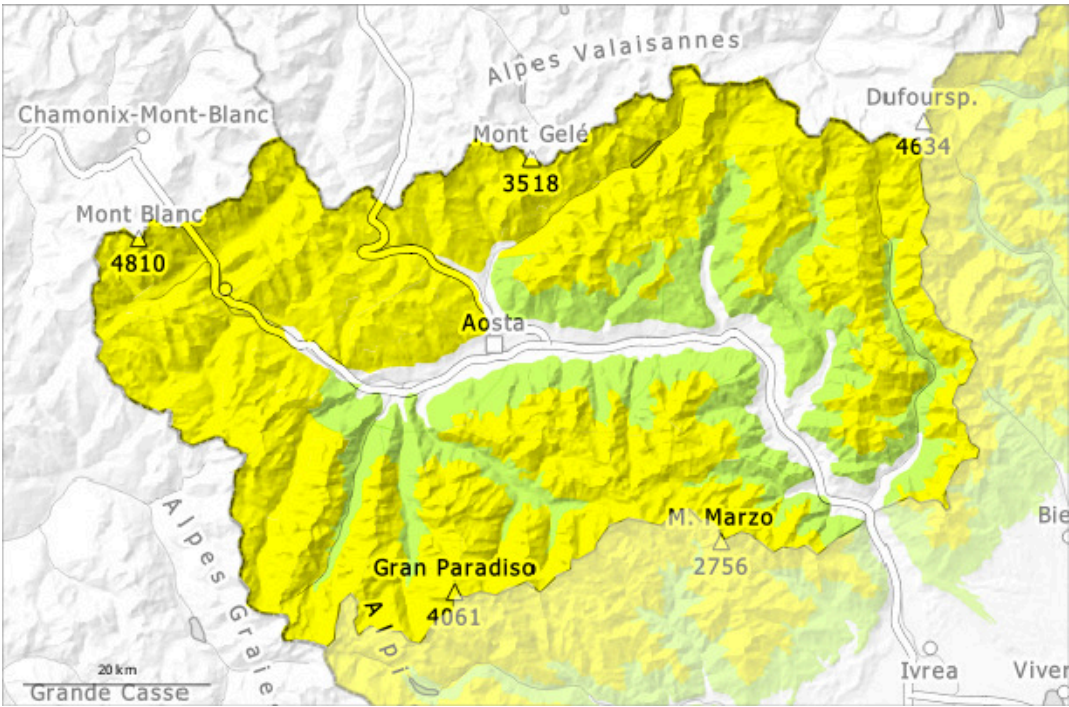 Alpes Valaisannes
Dufoursp.
4634
Chamonix-Mont-Blanc
Mont Gelé
3518
Mont Blanc
4810
Aosta
M. Marzo
2756
Bie
Gran Paradiso
4061
Alpes Graie
Alpi
20 km
Grande Casse
Ivrea
Viver